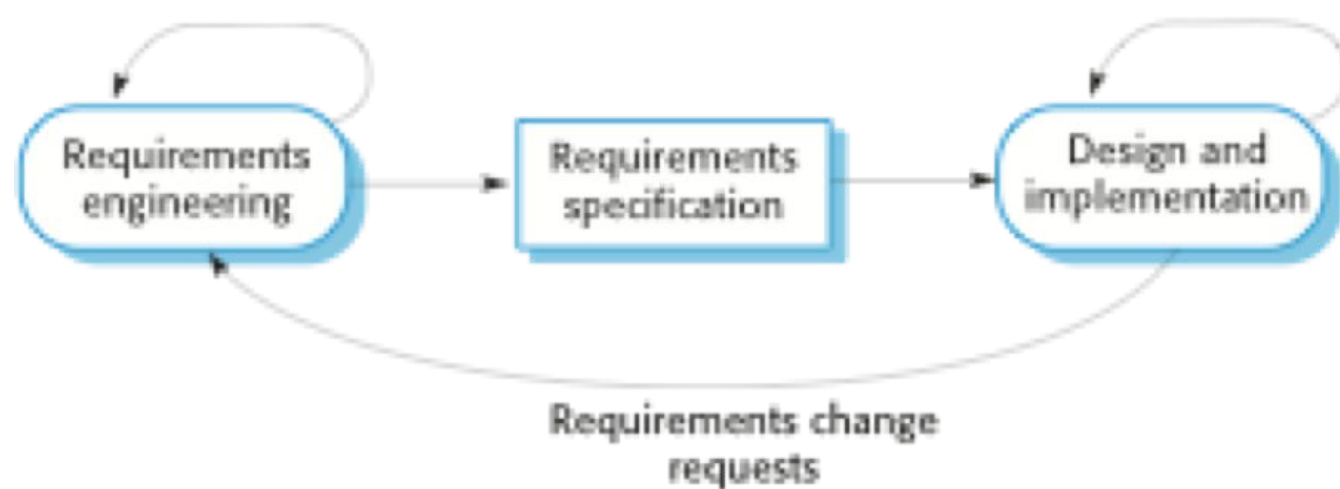 Requirements
engineering
Requirements
specification
Design and
implementation
Requirements change
requests